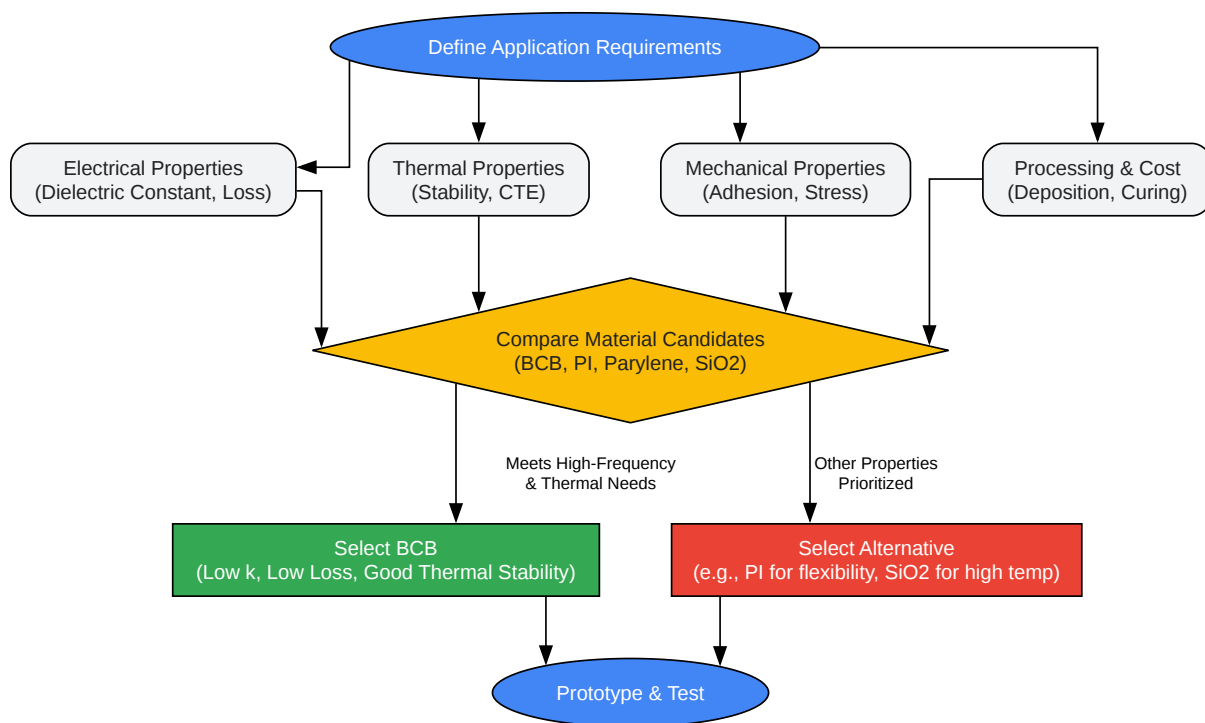 Define Application Requirements
Electrical Properties
(Dielectric Constant, Loss)
Thermal Properties
(Stability, CTE)
Mechanical Properties
(Adhesion, Stress)
Processing & Cost
(Deposition, Curing)
Compare Material Candidates
(BCB, PI, Parylene, SiO2)
Meets High-Frequency
& Thermal Needs
Other Properties
Prioritized
Select BCB
(Low k, Low Loss, Good Thermal Stability)
Select Alternative
(e.g., PI for flexibility, SiO2 for high temp)
Prototype & Test